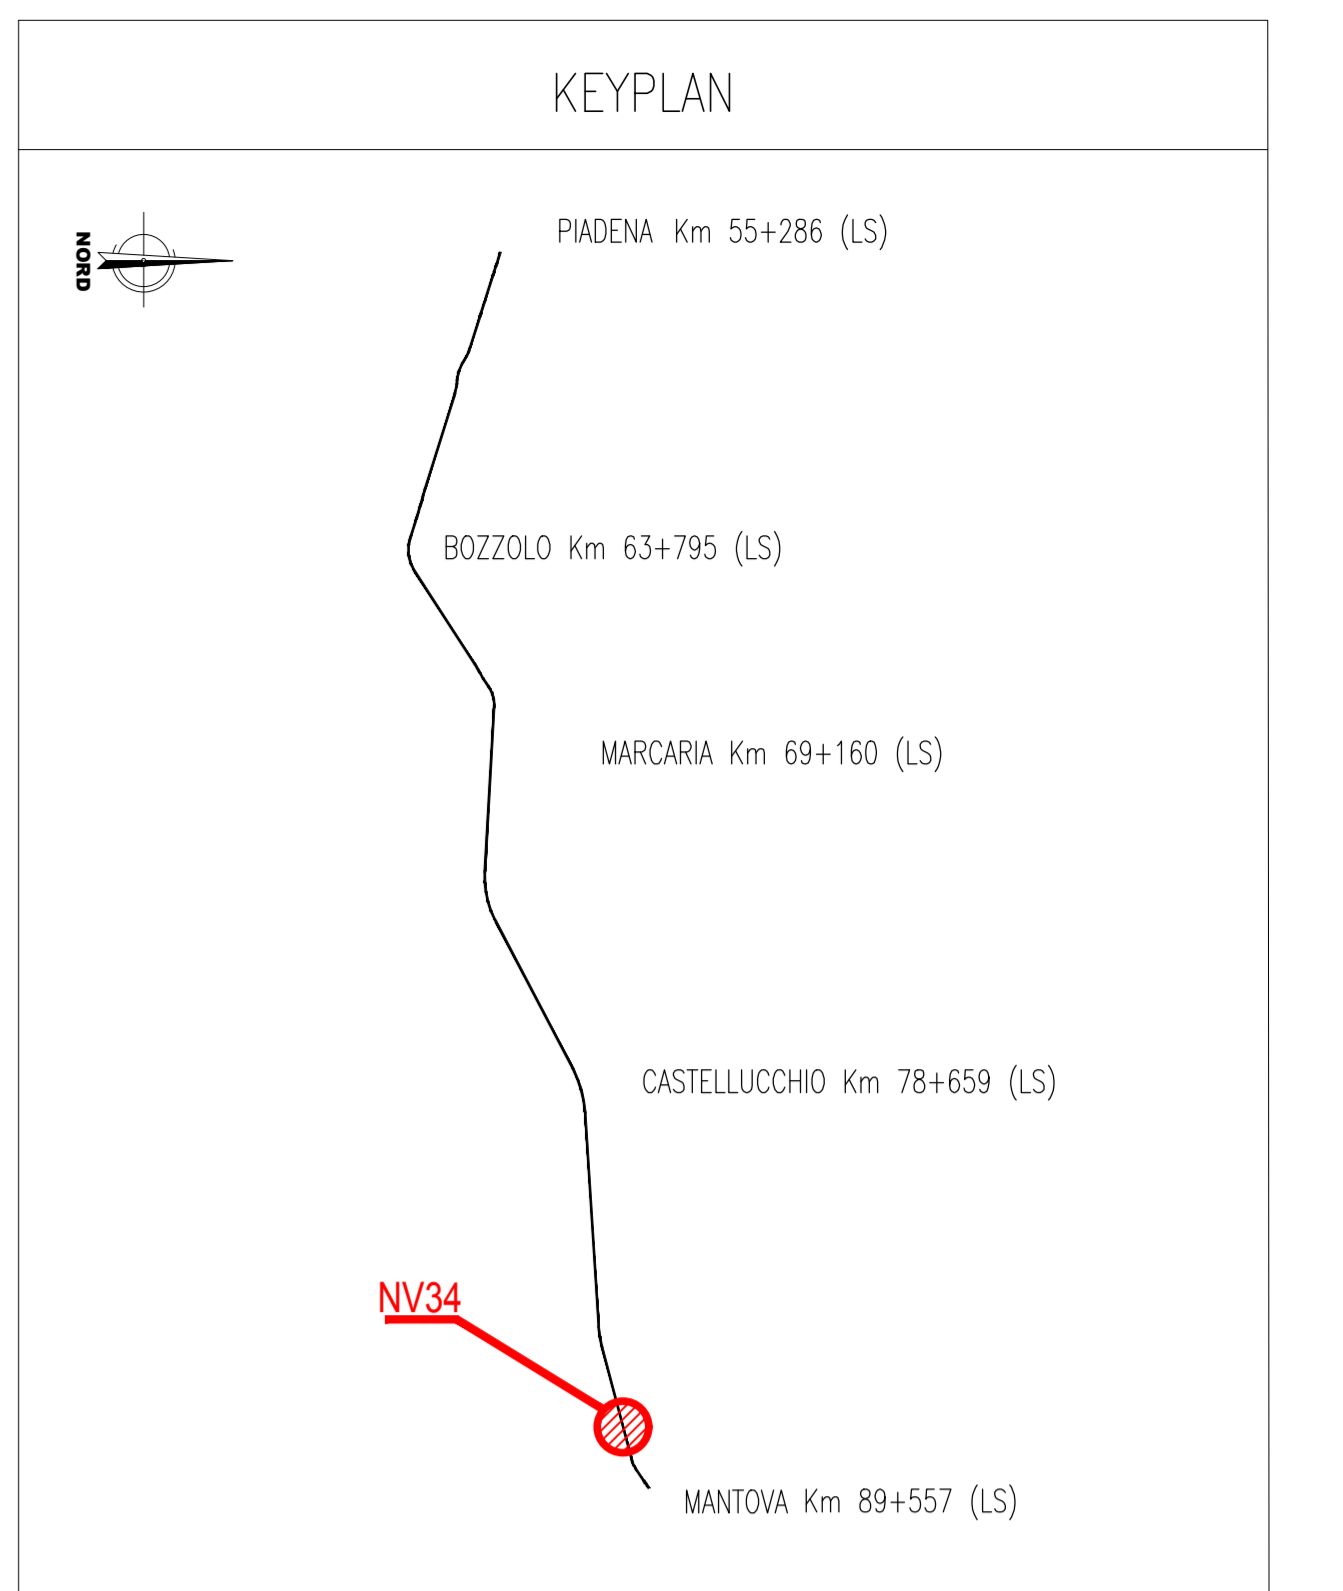 KEYPLAN
NORD
PIADENA Km 55+286 (LS)
BOZZOLO Km 63+795 (LS)
MARCARIA Km 69+160 (LS)
CASTELLUCCHIO Km 78+659 (LS)
NV34
MANTOVA Km 89+557 (LS)